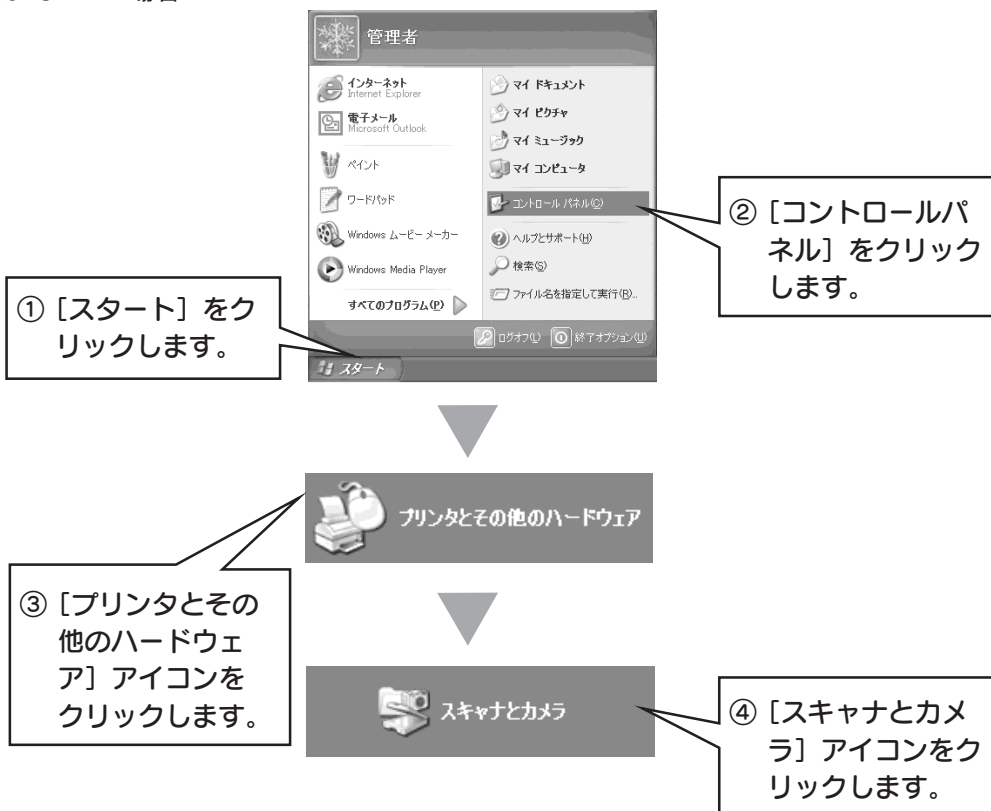 管理者
インターネット
Internet Explorer
電子メール
Microsoft Outlook
ペイント
ワードパッド
Windows ムービー メーカー
Windows Media Player
すべてのプログラム(P)
マイ ドキュメント
マイ ピクチャ
マイ ミュージック
マイ コンピュータ
コントロール パネル(C)
ヘルプとサポート(H)
検索(S)
ファイル名を指定して実行(R)...
ログオフ(L)
終了オプション(U)
スタート
① [スタート] をク
リックします。
② [コントロールパ
ネル] をクリック
します。
プリンタとその他のハードウェア
③ [プリンタとその
他のハードウェ
ア] アイコンを
クリックします。
スキャナとカメラ
④ [スキャナとカメ
ラ] アイコンをク
リックします。